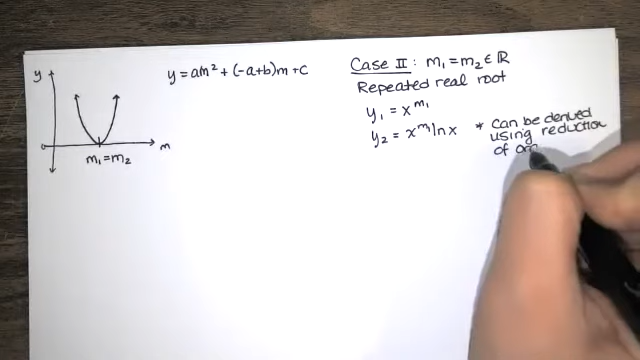 y
y = am² + (-a+b)m + c
m
m₁ = m₂
Case II : m₁ = m₂ ∈ ℝ
Repeated real root
y₁ = x^m₁
y₂ = x^m₁ ln x
* Can be derived
using reduction
of